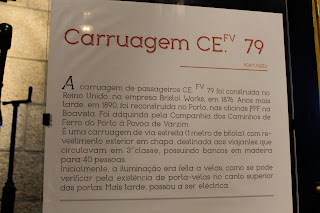 Carruagem CE.FV 79
PORTUGUÊS
A carruagem de passageiros CE. FV 79 foi construída no
Reino Unido, na empresa Bristol Works, em 1876. Anos mais
tarde, em 1890, foi reconstruída no Porto, nas oficinas PPF na
Boavista. Foi adquirida pela Companhia dos Caminhos de
Ferro do Porto à Póvoa de Varzim.
É uma carruagem de via estreita (1 metro de bitola), com re-
vestimento exterior em chapa, destinada aos viajantes que
circulavam em 3ª classe, possuindo bancos em madeira
para 40 pessoas.
Inicialmente, a iluminação era feita a velas, como se pode
verificar pela existência de porta-velas no canto superior
das portas. Mais tarde, passou a ser eléctrica.